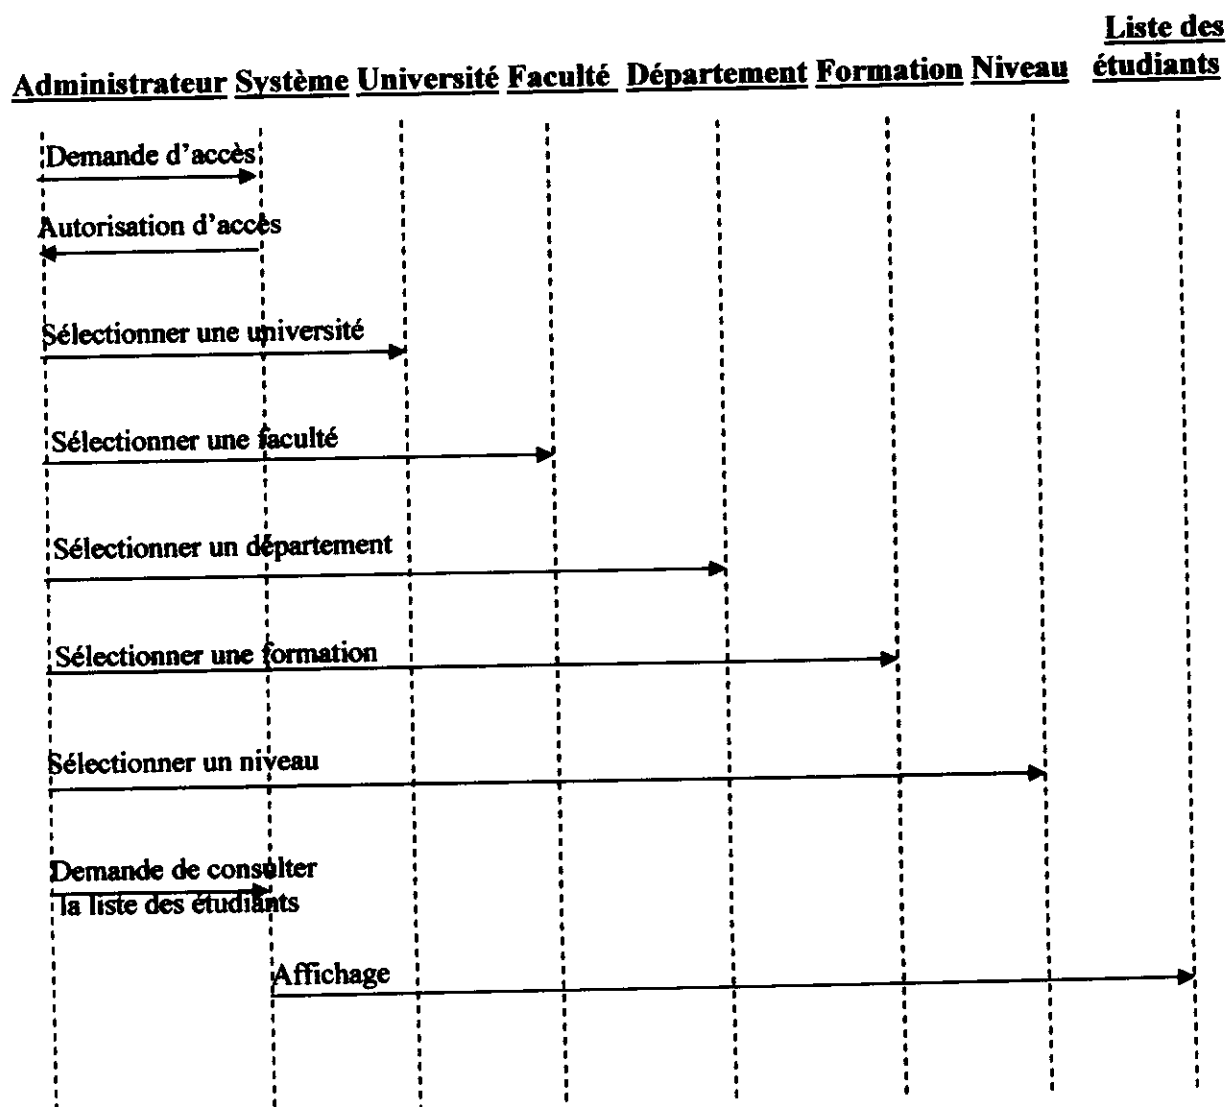 Liste des
Administrateur Système Université Faculté Département Formation Niveau étudiants
Demande d'accès
Autorisation d'accès
Sélectionner une université
Sélectionner une faculté
Sélectionner un département
Sélectionner une formation
Sélectionner un niveau
Demande de consulter
la liste des étudiants
Affichage